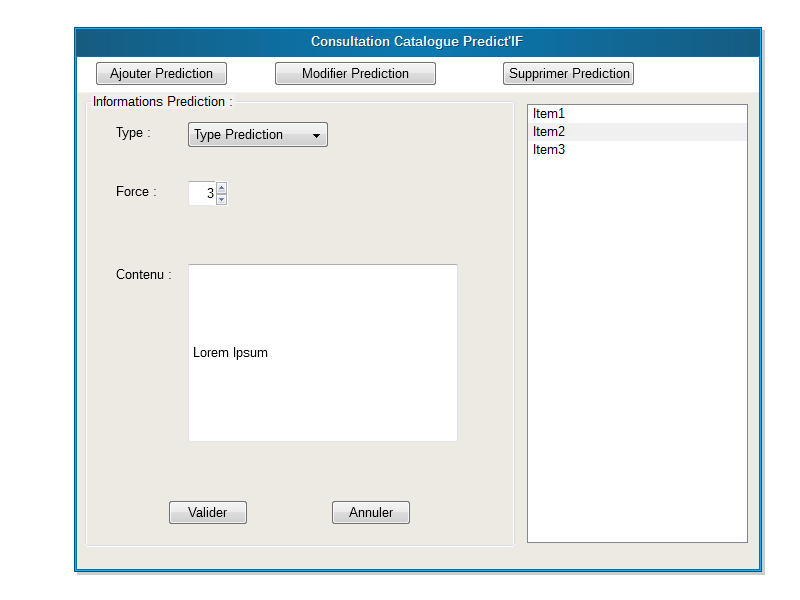 Consultation Catalogue Predict'IF
Ajouter Prediction
Modifier Prediction
Supprimer Prediction
Informations Prediction :
Type :
Type Prediction
Force :
3
Contenu :
Lorem Ipsum
Valider
Annuler
Item1
Item2
Item3